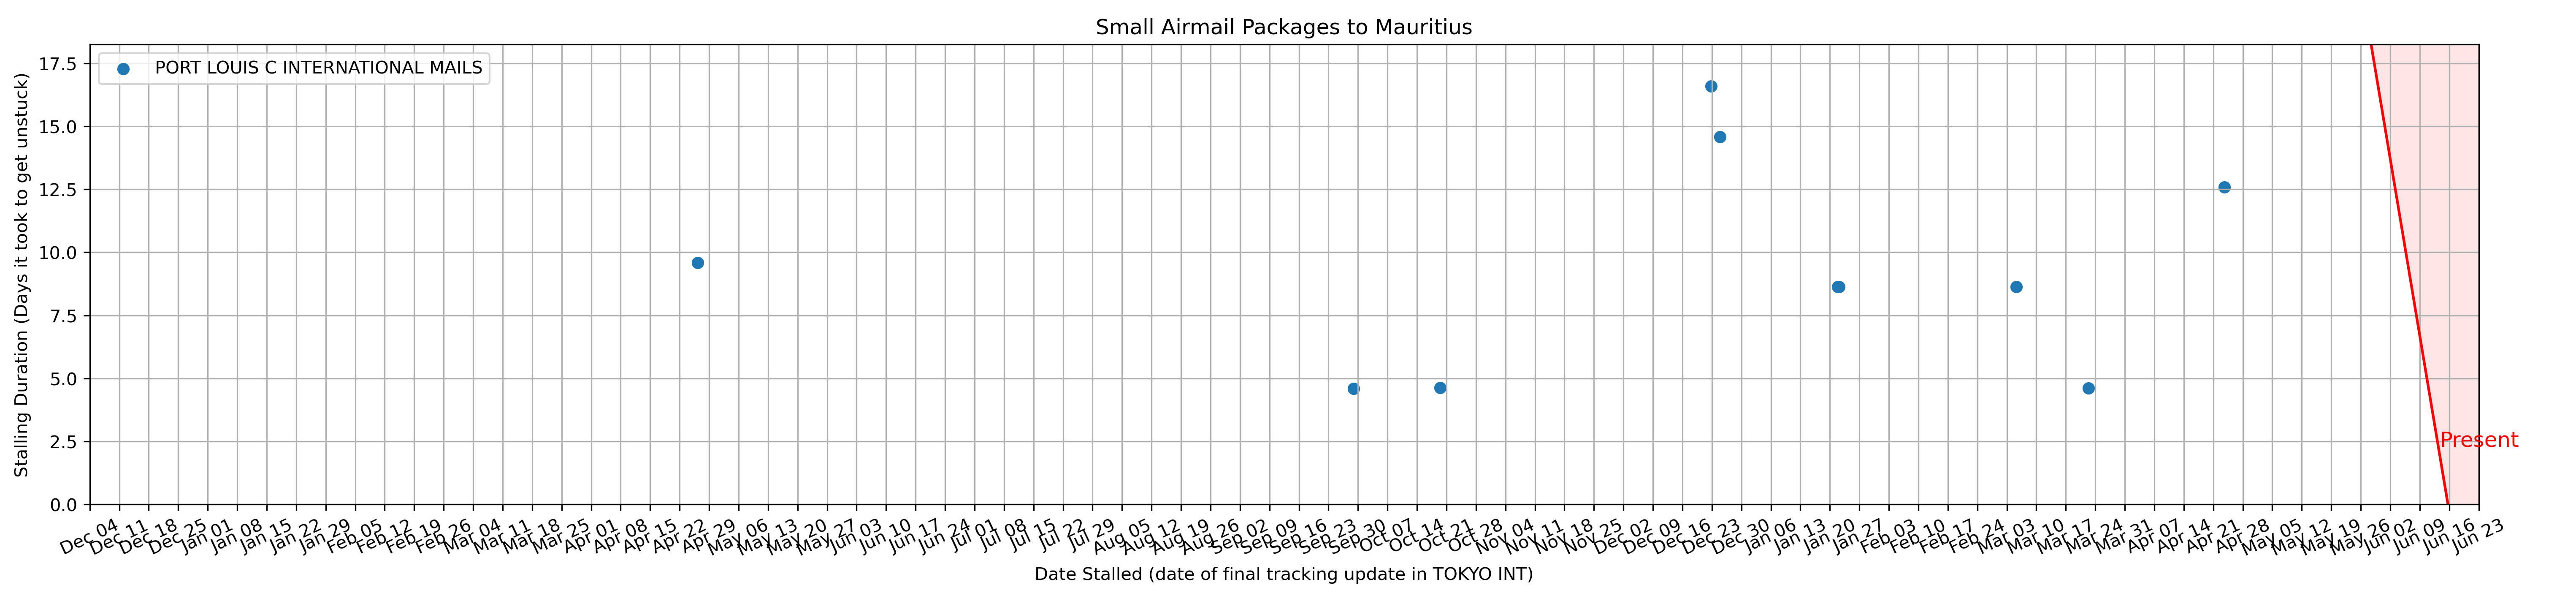 Small Airmail Packages to Mauritius
PORT LOUIS C INTERNATIONAL MAILS
Stalling Duration (Days it took to get unstuck)
17.5
15.0
12.5
10.0
7.5
5.0
2.5
0.0
Present
Dec 04
Dec 11
Dec 18
Dec 25
Jan 01
Jan 08
Jan 15
Jan 22
Jan 29
Feb 05
Feb 12
Feb 19
Feb 26
Mar 04
Mar 11
Mar 18
Mar 25
Apr 01
Apr 08
Apr 15
Apr 22
Apr 29
May 06
May 13
May 20
May 27
Jun 03
Jun 10
Jun 17
Jun 24
Jul 01
Jul 08
Jul 15
Jul 22
Jul 29
Aug 05
Aug 12
Aug 19
Aug 26
Sep 02
Sep 09
Sep 16
Sep 23
Sep 30
Oct 07
Oct 14
Oct 21
Oct 28
Nov 04
Nov 11
Nov 18
Nov 25
Dec 02
Dec 09
Dec 16
Dec 23
Dec 30
Jan 06
Jan 13
Jan 20
Jan 27
Feb 03
Feb 10
Feb 17
Feb 24
Mar 03
Mar 10
Mar 17
Mar 24
Mar 31
Apr 07
Apr 14
Apr 21
Apr 28
May 05
May 12
May 19
May 26
Jun 02
Jun 09
Jun 16
Jun 23
Date Stalled (date of final tracking update in TOKYO INT)